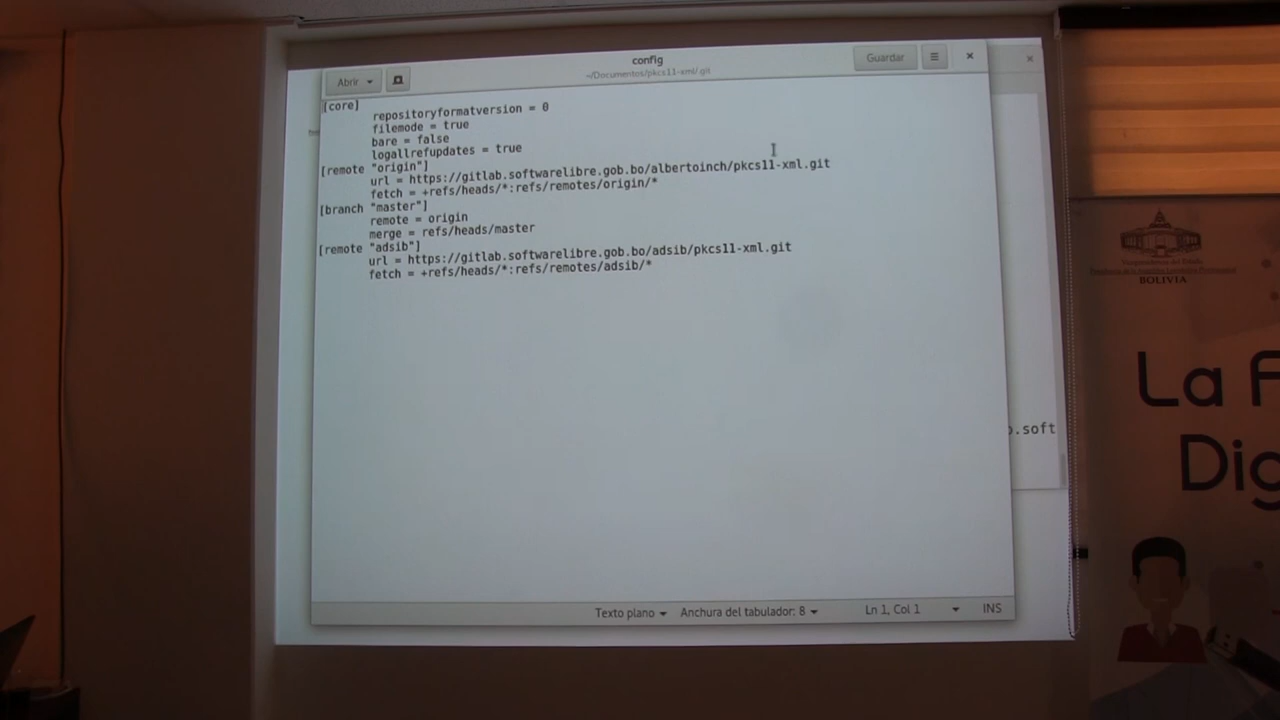 config
~/Documentos/pkcs11-xml/.git
Abrir
Guardar
[core]
repositoryformatversion = 0
filemode = true
bare = false
logallrefupdates = true
[remote "origin"]
url = https://gitlab.softwarelibre.gob.bo/albertoinch/pkcs11-xml.git
fetch = +refs/heads/*:refs/remotes/origin/*
[branch "master"]
remote = origin
merge = refs/heads/master
[remote "adsib"]
url = https://gitlab.softwarelibre.gob.bo/adsib/pkcs11-xml.git
fetch = +refs/heads/*:refs/remotes/adsib/*
Texto plano
Anchura del tabulador: 8
Ln 1, Col 1
INS
.soft
Vicepresidencia del Estado
BOLIVIA
La F
Dig